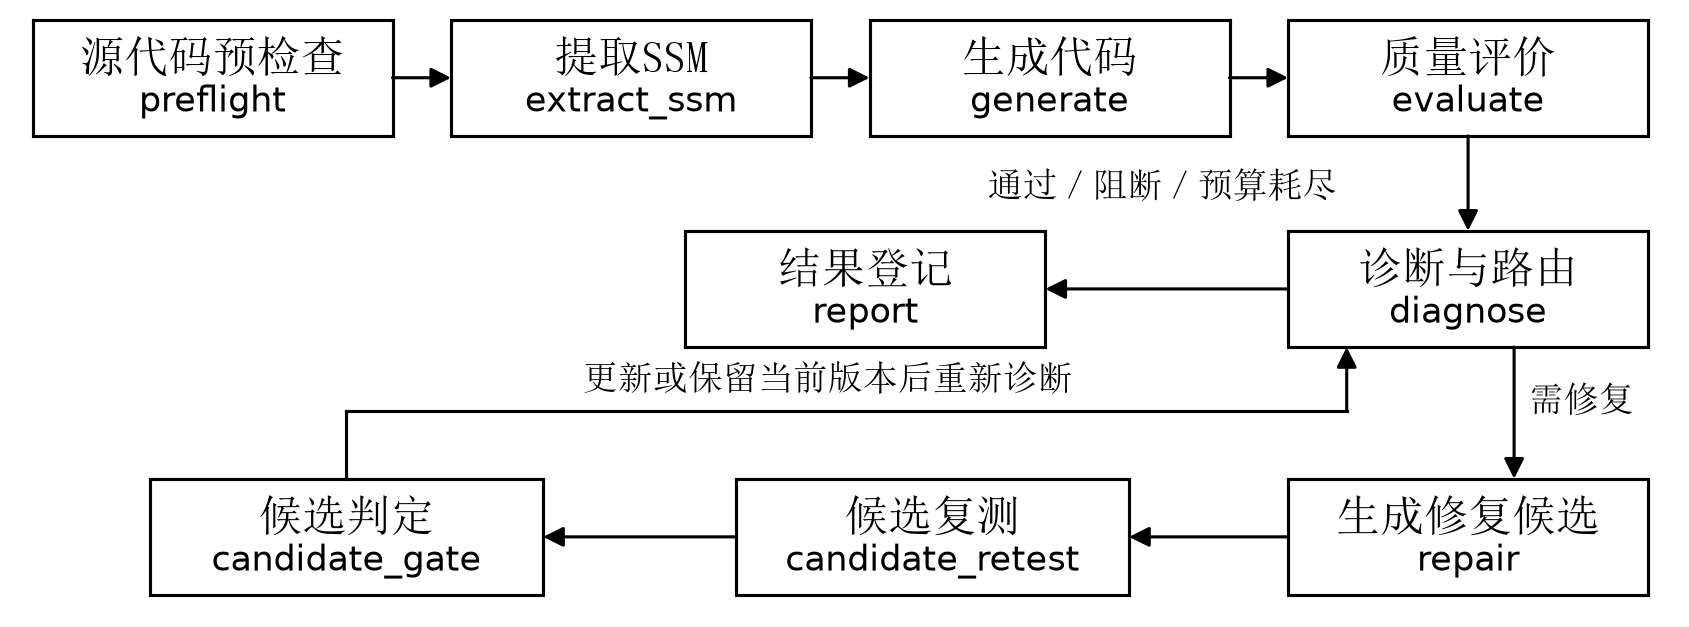 源代码预检查
preflight
提取SSM
extract_ssm
生成代码
generate
质量评价
evaluate
通过 / 阻断 / 预算耗尽
结果登记
report
诊断与路由
diagnose
更新或保留当前版本后重新诊断
需修复
候选判定
candidate_gate
候选复测
candidate_retest
生成修复候选
repair